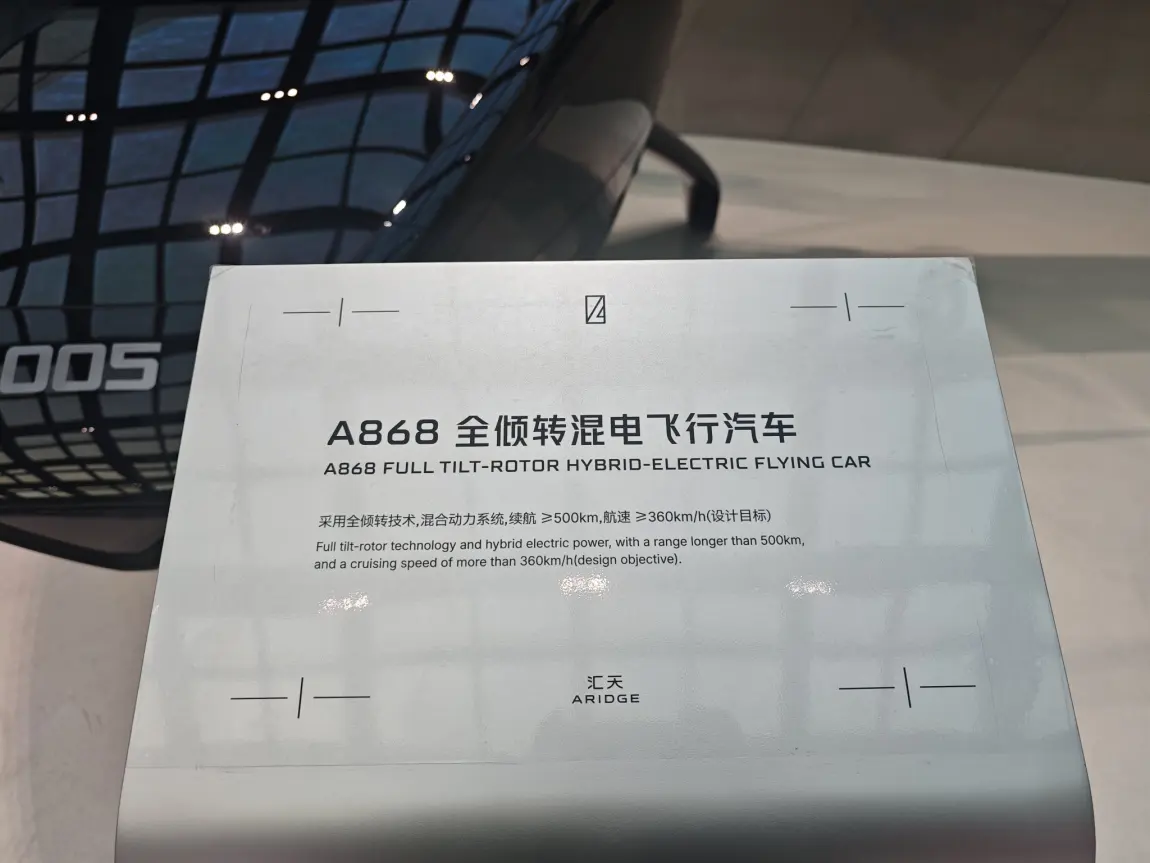 005
A868 全倾转混电飞行汽车
A868 FULL TILT-ROTOR HYBRID-ELECTRIC FLYING CAR
采用全倾转技术,混合动力系统,续航 ≥500km,航速 ≥360km/h(设计目标)
Full tilt-rotor technology and hybrid electric power, with a range longer than 500km,
and a cruising speed of more than 360km/h(design objective).
汇天
ARIDGE